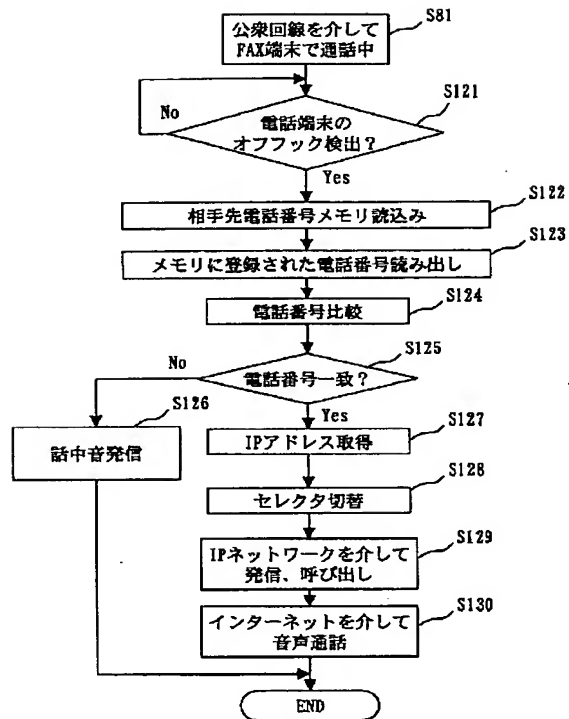 S81
公衆回線を介して
FAX端末で通話中
S121
No
電話端末の
オフフック検出?
Yes
S122
相手先電話番号メモリ読込み
S123
メモリに登録された電話番号読み出し
S124
電話番号比較
S125
No
電話番号一致?
Yes
S126
話中音発信
S127
IPアドレス取得
S128
セレクタ切替
S129
IPネットワークを介して
発信、呼び出し
S130
インターネットを介して
音声通話
END